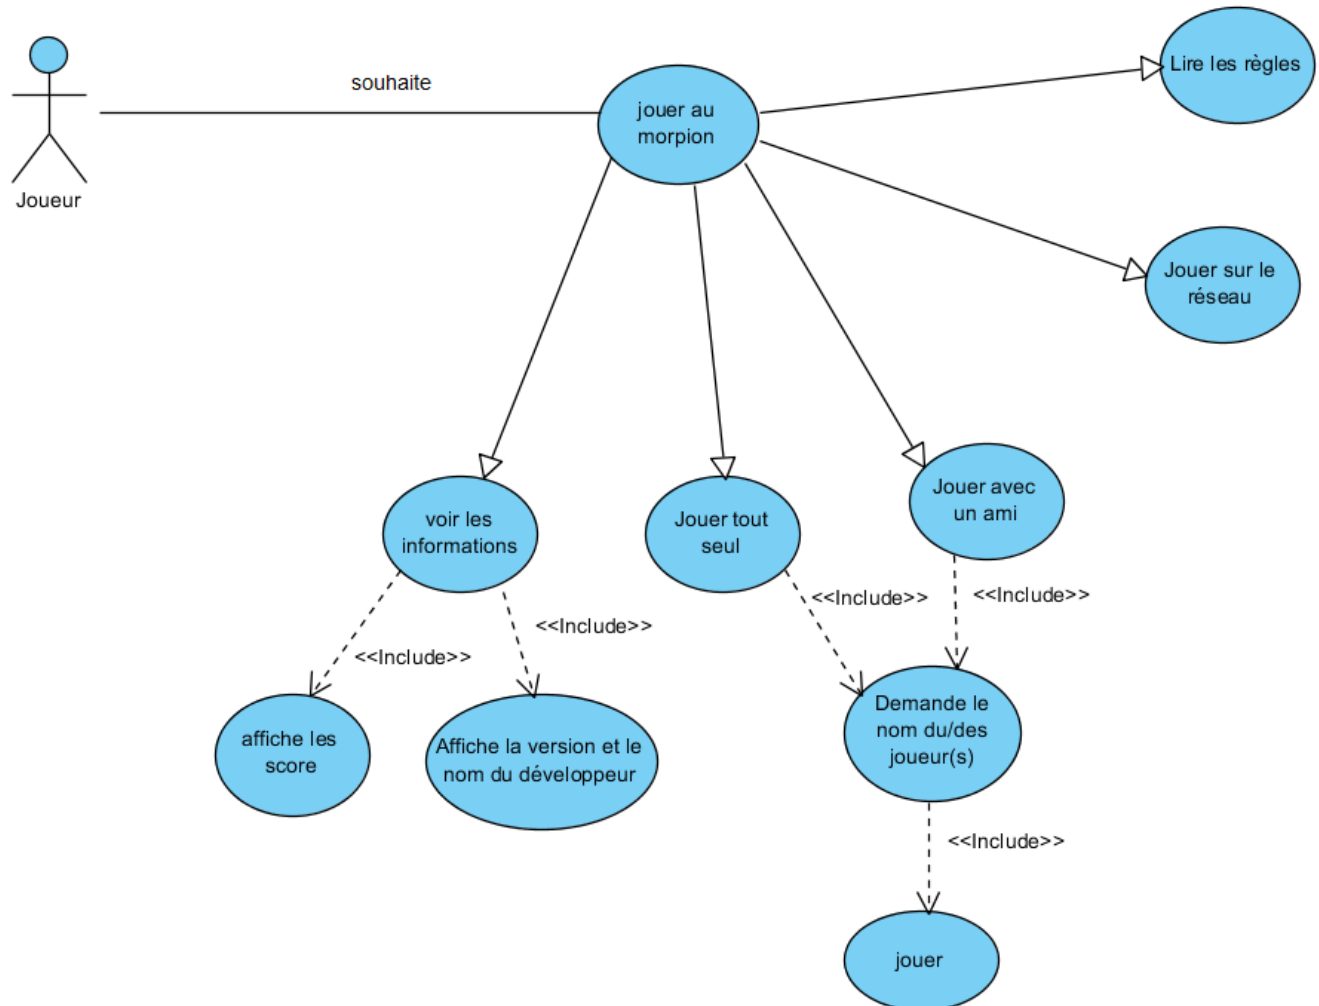 souhaite
Joueur
jouer au
morpion
Lire les règles
Jouer sur le
réseau
voir les
informations
Jouer tout
seul
Jouer avec
un ami
<<Include>>
<<Include>>
<<Include>>
<<Include>>
affiche les
score
Affiche la version et le
nom du développeur
Demande le
nom du/des
joueur(s)
<<Include>>
jouer